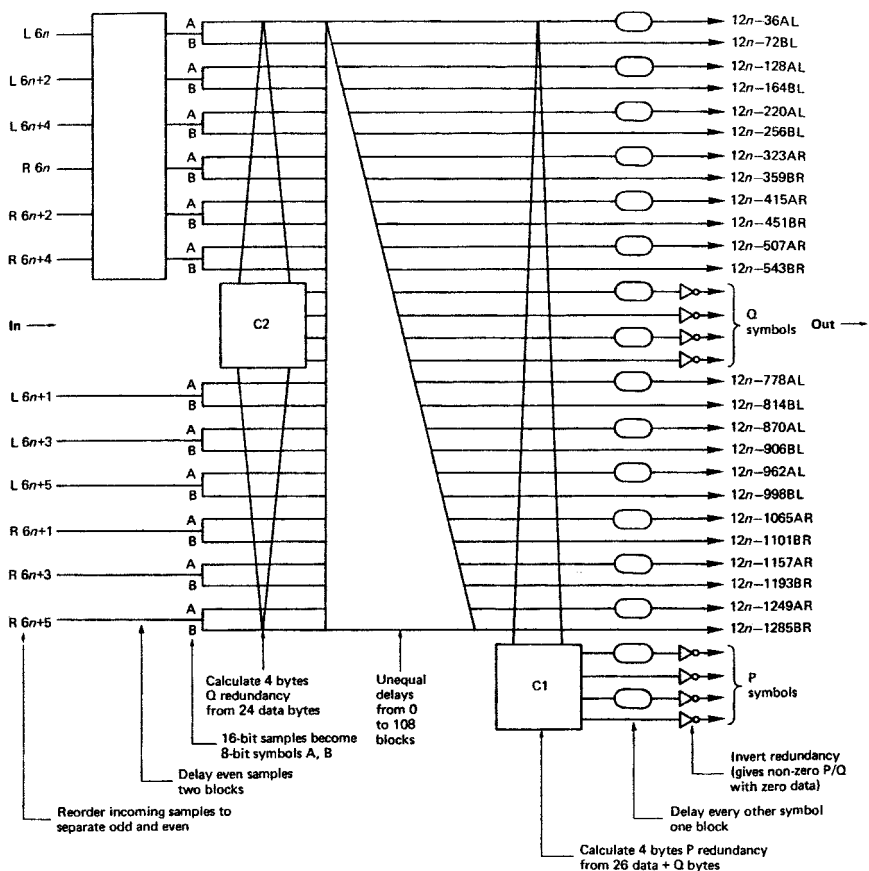 L 6n
L 6n+2
L 6n+4
R 6n
R 6n+2
R 6n+4
In
L 6n+1
L 6n+3
L 6n+5
R 6n+1
R 6n+3
R 6n+5
A
B
A
B
A
B
A
B
A
B
A
B
A
B
A
B
A
B
A
B
A
B
A
B
C2
C1
12n−36AL
12n−72BL
12n−128AL
12n−164BL
12n−220AL
12n−256BL
12n−323AR
12n−359BR
12n−415AR
12n−451BR
12n−507AR
12n−543BR
Q
symbols
Out
12n−778AL
12n−814BL
12n−870AL
12n−906BL
12n−962AL
12n−998BL
12n−1065AR
12n−1101BR
12n−1157AR
12n−1193BR
12n−1249AR
12n−1285BR
P
symbols
Calculate 4 bytes
Q redundancy
from 24 data bytes
Unequal
delays
from 0
to 108
blocks
16-bit samples become
8-bit symbols A, B
Delay even samples
two blocks
Reorder incoming samples to
separate odd and even
Invert redundancy
(gives non-zero P/Q
with zero data)
Delay every other symbol
one block
Calculate 4 bytes P redundancy
from 26 data + Q bytes